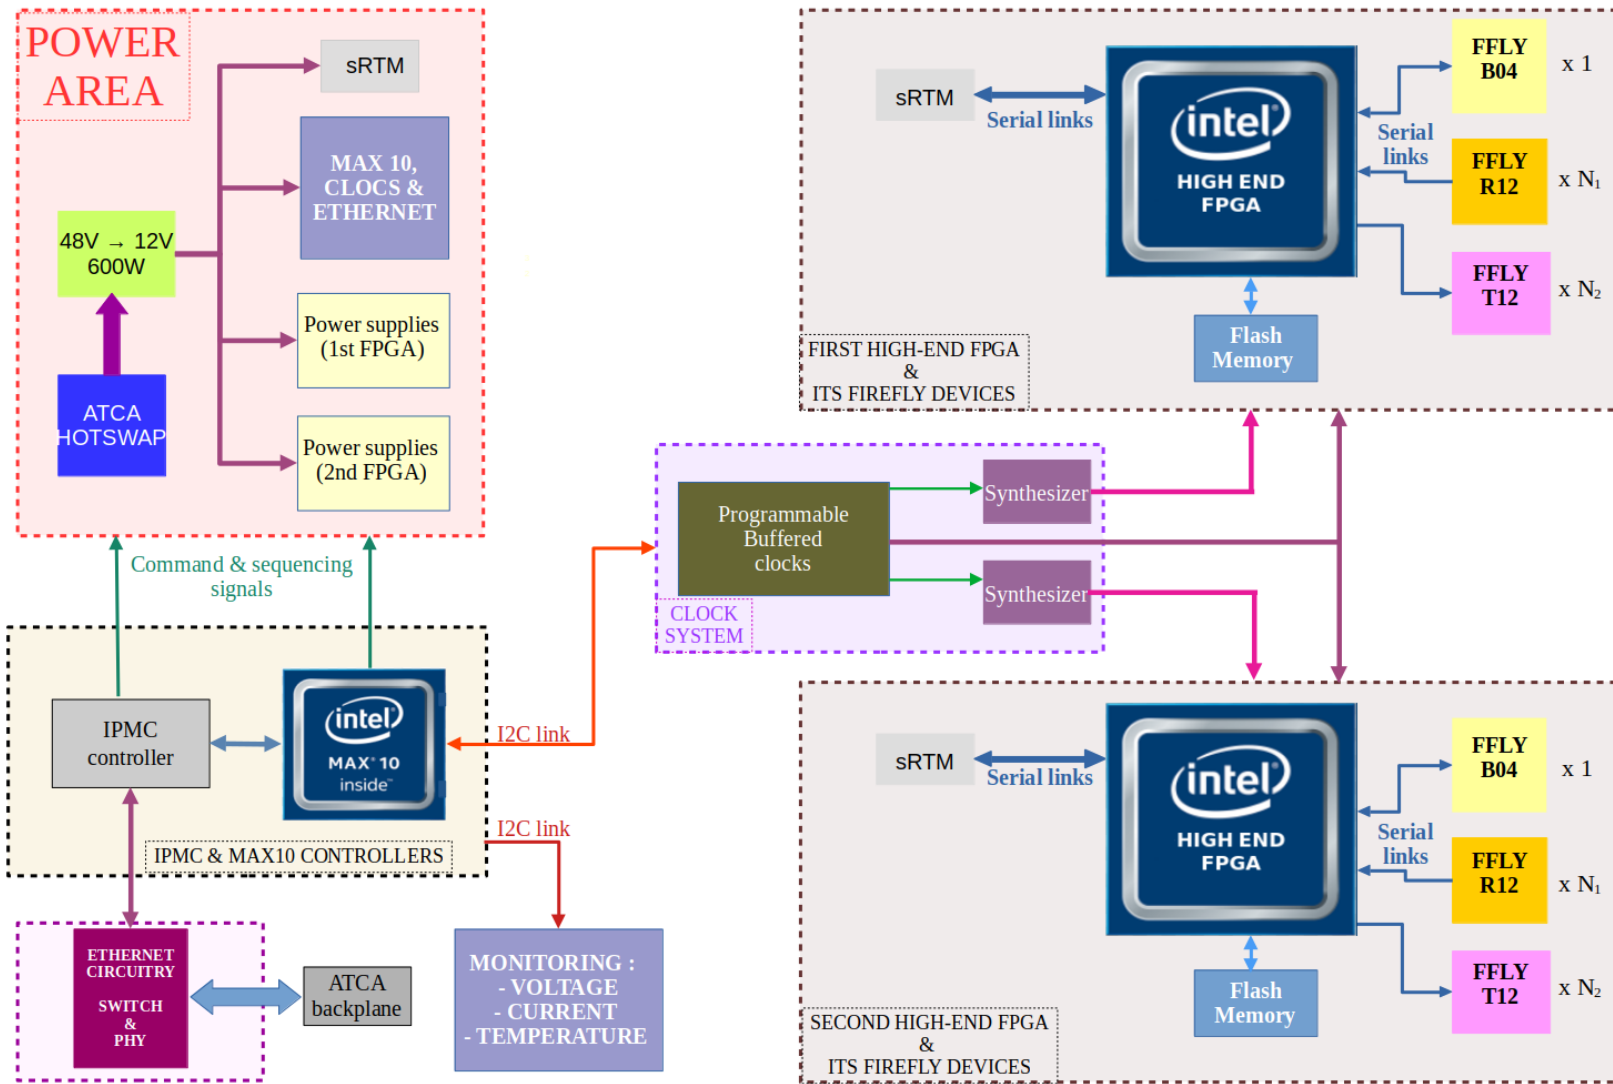 POWER
AREA
sRTM
MAX 10,
CLOCS &
ETHERNET
48V → 12V
600W
Power supplies
(1st FPGA)
ATCA
HOTSWAP
Power supplies
(2nd FPGA)
Command & sequencing
signals
IPMC
controller
intel®
MAX® 10
inside™
IPMC & MAX10 CONTROLLERS
I2C link
I2C link
ETHERNET
CIRCUITRY
SWITCH
&
PHY
ATCA
backplane
MONITORING :
- VOLTAGE
- CURRENT
- TEMPERATURE
Programmable
Buffered
clocks
Synthesizer
Synthesizer
CLOCK
SYSTEM
sRTM
Serial links
intel®
HIGH END
FPGA
Serial
links
FFLY
B04
x 1
FFLY
R12
x N₁
FFLY
T12
x N₂
Flash
Memory
FIRST HIGH-END FPGA
&
ITS FIREFLY DEVICES
sRTM
Serial links
intel®
HIGH END
FPGA
Serial
links
FFLY
B04
x 1
FFLY
R12
x N₁
FFLY
T12
x N₂
Flash
Memory
SECOND HIGH-END FPGA
&
ITS FIREFLY DEVICES